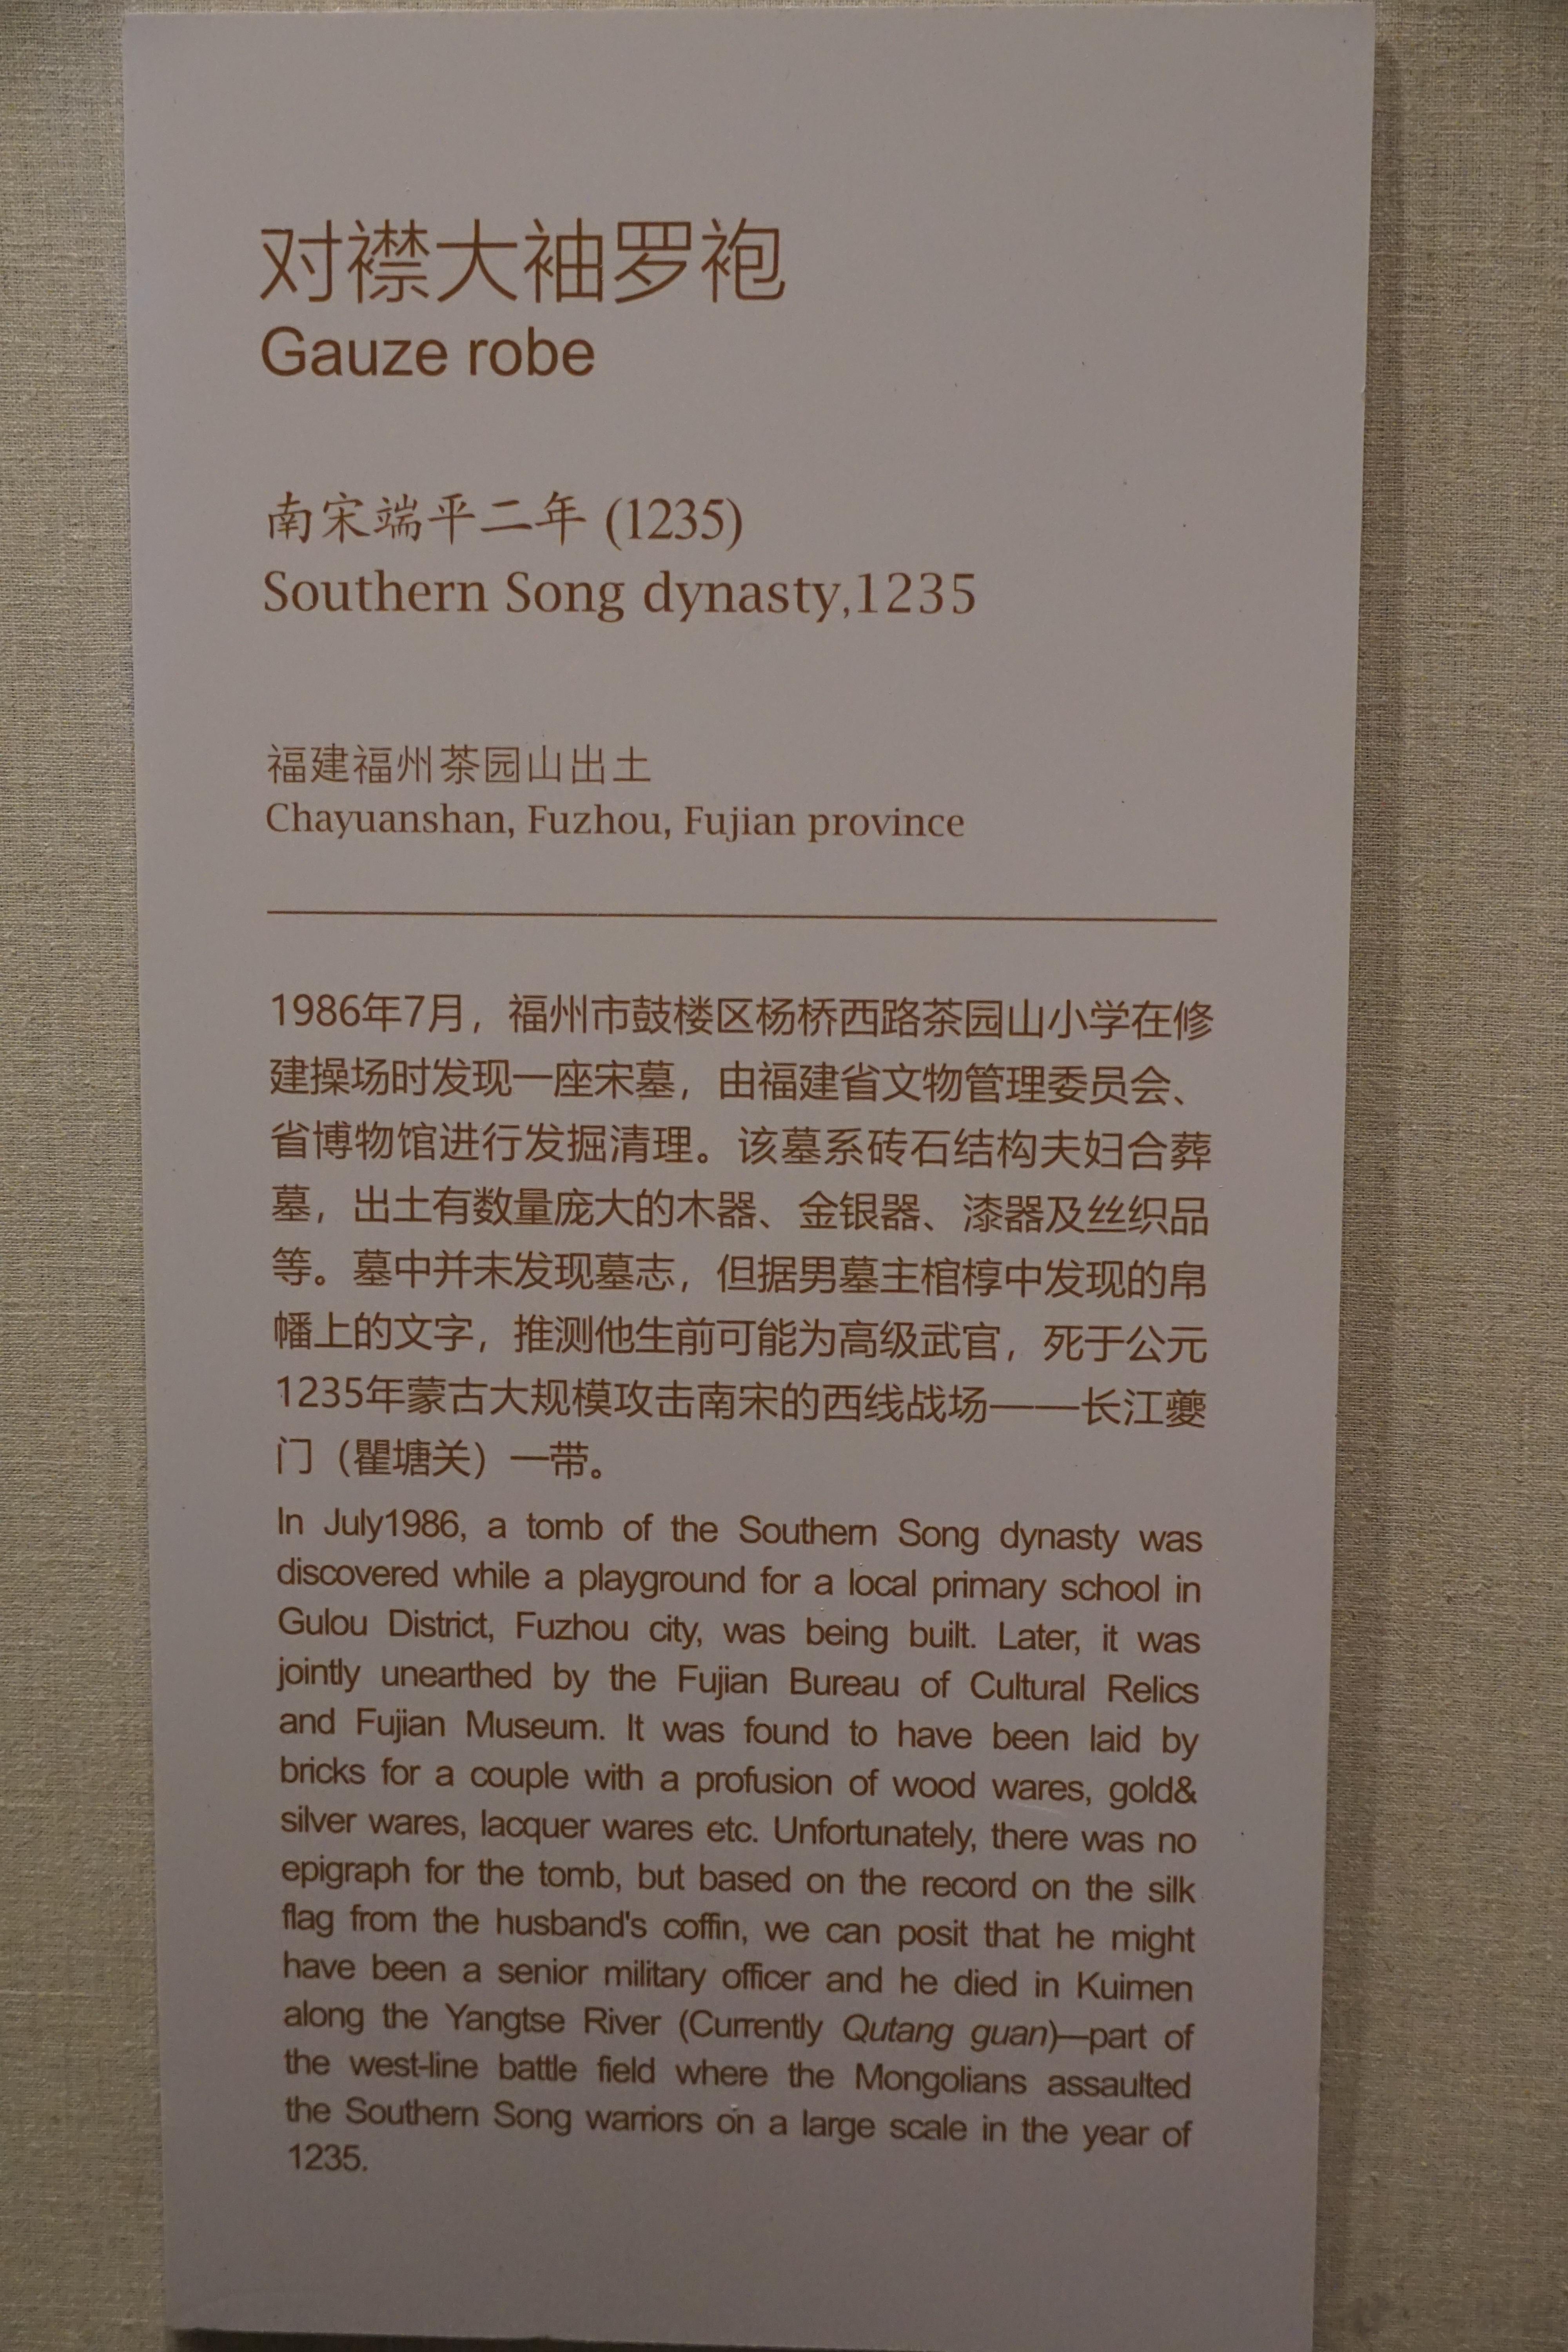 对襟大袖罗袍
Gauze robe
南宋端平二年 (1235)
Southern Song dynasty,1235
福建福州茶园山出土
Chayuanshan, Fuzhou, Fujian province
1986年7月，福州市鼓楼区杨桥西路茶园山小学在修
建操场时发现一座宋墓，由福建省文物管理委员会、
省博物馆进行发掘清理。该墓系砖石结构夫妇合葬
墓，出土有数量庞大的木器、金银器、漆器及丝织品
等。墓中并未发现墓志，但据男墓主棺椁中发现的帛
幡上的文字，推测他生前可能为高级武官，死于公元
1235年蒙古大规模攻击南宋的西线战场——长江夔
门（瞿塘关）一带。
In July1986, a tomb of the Southern Song dynasty was
discovered while a playground for a local primary school in
Gulou District, Fuzhou city, was being built. Later, it was
jointly unearthed by the Fujian Bureau of Cultural Relics
and Fujian Museum. It was found to have been laid by
bricks for a couple with a profusion of wood wares, gold&
silver wares, lacquer wares etc. Unfortunately, there was no
epigraph for the tomb, but based on the record on the silk
flag from the husband's coffin, we can posit that he might
have been a senior military officer and he died in Kuimen
along the Yangtse River (Currently Qutang guan)—part of
the west-line battle field where the Mongolians assaulted
the Southern Song warriors on a large scale in the year of
1235.